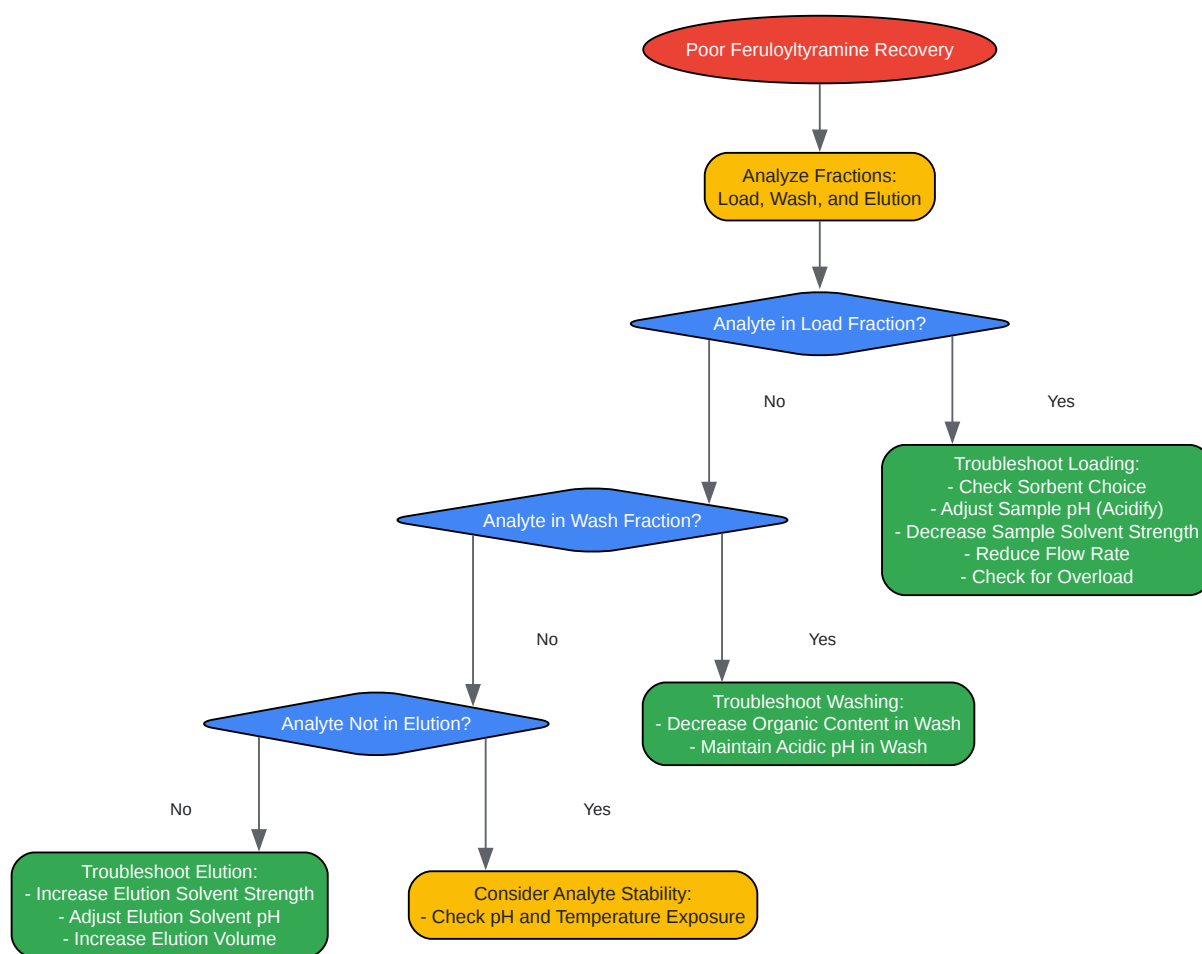 Poor Feruloyltyramine Recovery
Analyze Fractions:
Load, Wash, and Elution
Analyte in Load Fraction?
No
Yes
Troubleshoot Loading:
- Check Sorbent Choice
- Adjust Sample pH (Acidify)
- Decrease Sample Solvent Strength
- Reduce Flow Rate
- Check for Overload
Analyte in Wash Fraction?
No
Yes
Troubleshoot Washing:
- Decrease Organic Content in Wash
- Maintain Acidic pH in Wash
Analyte Not in Elution?
No
Yes
Troubleshoot Elution:
- Increase Elution Solvent Strength
- Adjust Elution Solvent pH
- Increase Elution Volume
Consider Analyte Stability:
- Check pH and Temperature Exposure